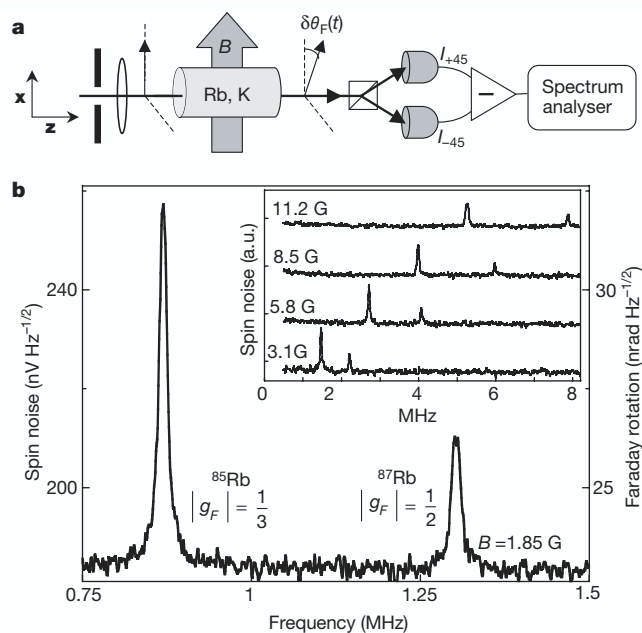 a
δθF(t)
B
x
z
Rb, K
I+45
I−45
−
Spectrum
analyser
b
Spin noise (nV Hz−1/2)
240
200
Faraday rotation (nrad Hz−1/2)
30
25
Spin noise (a.u.)
11.2 G
8.5 G
5.8 G
3.1G
0 2 4 6 8
MHz
85Rb
| gF | = 1/3
87Rb
| gF | = 1/2
B =1.85 G
0.75 1 1.25 1.5
Frequency (MHz)